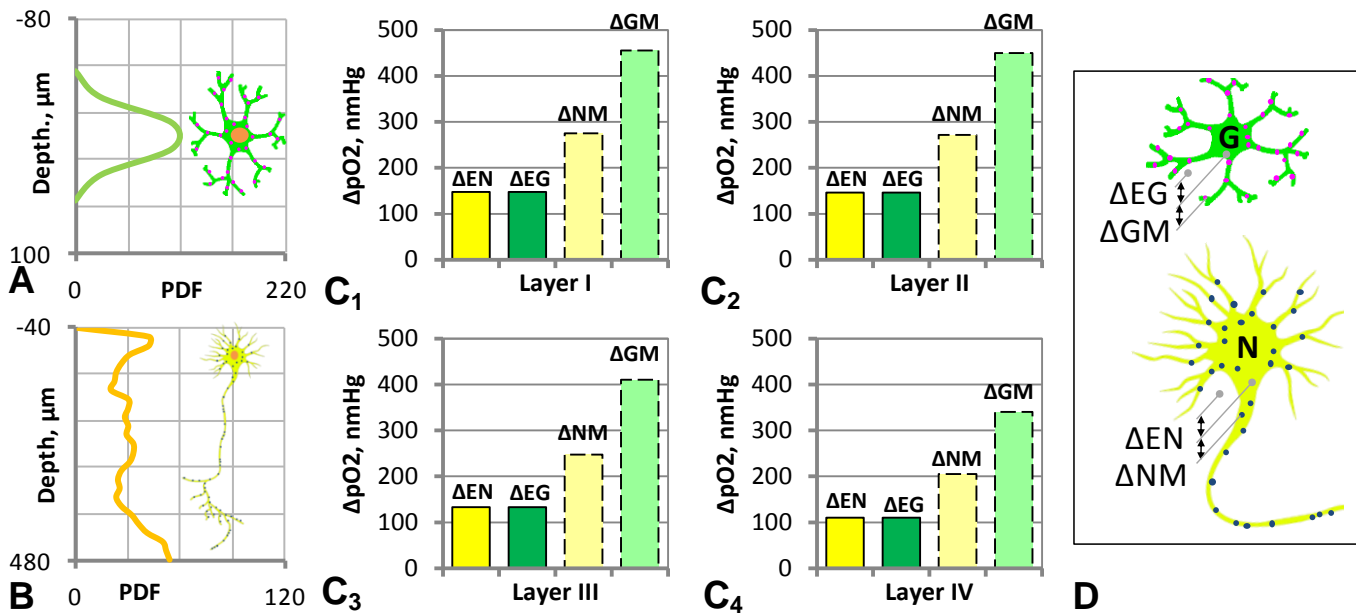 -80
Depth., µm
100
A
0
PDF
220
-40
Depth, µm
480
B
0
PDF
120
500
400
300
200
100
0
ΔpO2, nmHg
ΔEN
ΔEG
ΔNM
ΔGM
Layer I
C1
500
400
300
200
100
0
ΔpO2, nmHg
ΔEN
ΔEG
ΔNM
ΔGM
Layer II
C2
500
400
300
200
100
0
ΔpO2, nmHg
ΔEN
ΔEG
ΔNM
ΔGM
Layer III
C3
500
400
300
200
100
0
ΔpO2, nmHg
ΔEN
ΔEG
ΔNM
ΔGM
Layer IV
C4
G
ΔEG
ΔGM
N
ΔEN
ΔNM
D